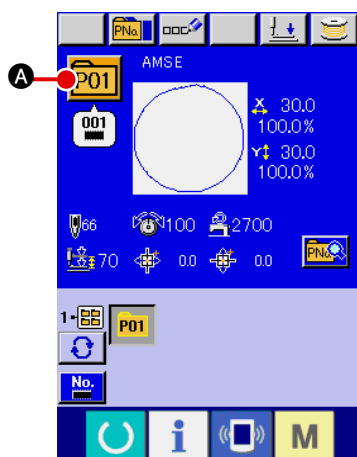 PNo.
A
P01
AMSE
001
X 30.0
100.0%
Y 30.0
100.0%
66 100 2700
70 0.0 0.0
PNo.
1-
P01
No.
i M